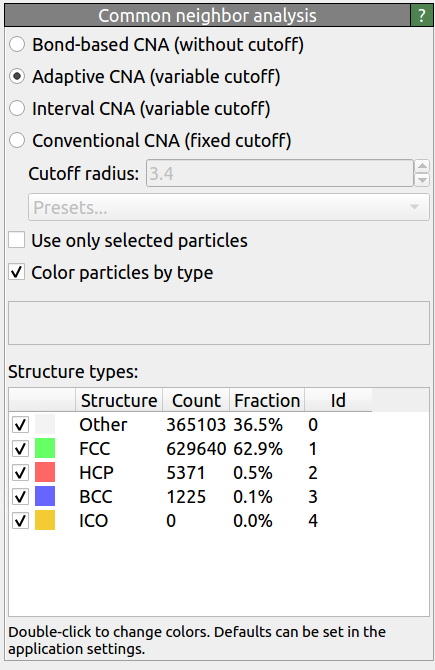 Common neighbor analysis ?
Bond-based CNA (without cutoff)
Adaptive CNA (variable cutoff)
Interval CNA (variable cutoff)
Conventional CNA (fixed cutoff)
Cutoff radius: 3.4
Presets...
Use only selected particles
Color particles by type
Structure types:
Structure Count Fraction Id
Other 365103 36.5% 0
FCC 629640 62.9% 1
HCP 5371 0.5% 2
BCC 1225 0.1% 3
ICO 0 0.0% 4
Double-click to change colors. Defaults can be set in the
application settings.